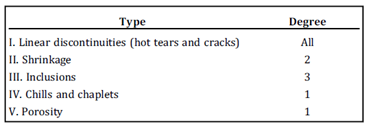 Type Degree
I. Linear discontinuities (hot tears and cracks) All
II. Shrinkage 2
III. Inclusions 3
IV. Chills and chaplets 1
V. Porosity 1